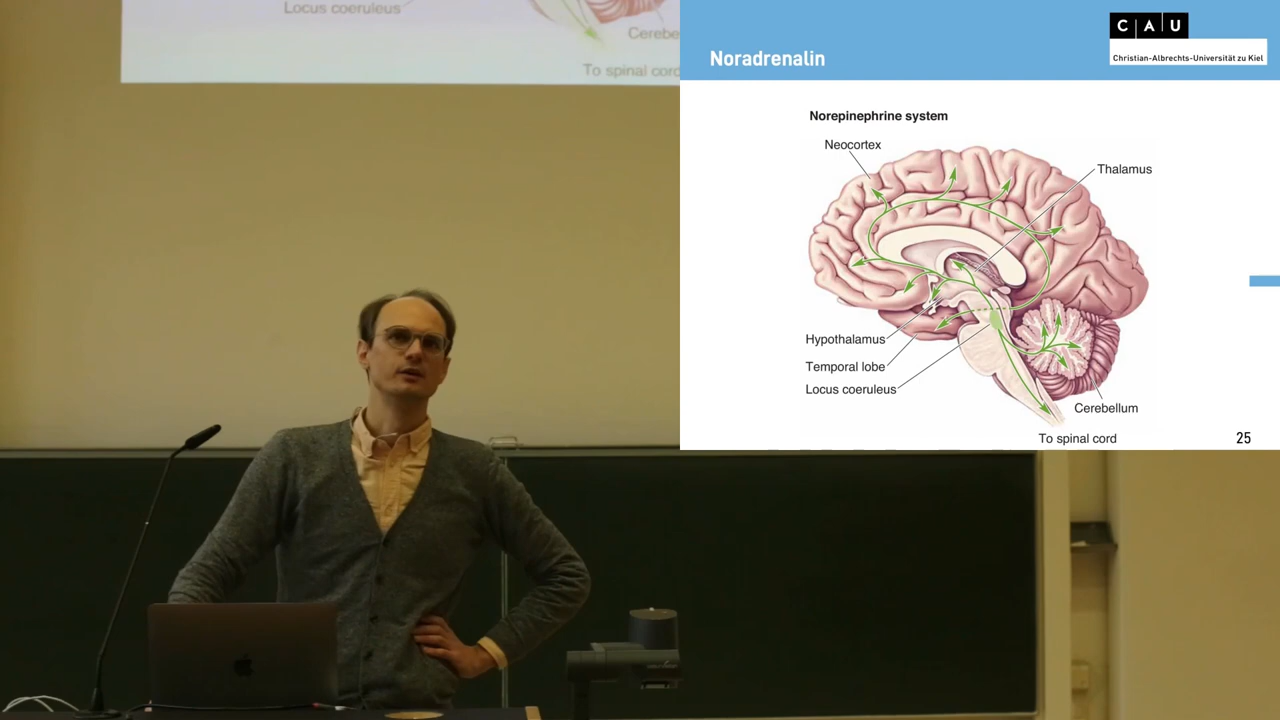 Locus coeruleus
Cerebe
To spinal cord
Noradrenalin
C A U
Christian-Albrechts-Universität zu Kiel
Norepinephrine system
Neocortex
Thalamus
Hypothalamus
Temporal lobe
Locus coeruleus
Cerebellum
To spinal cord
25